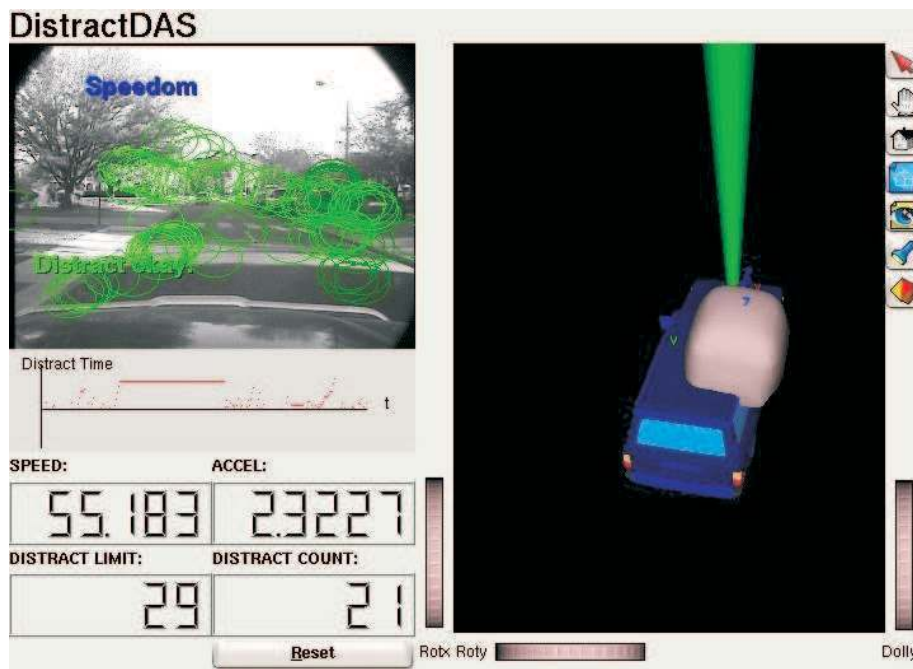 DistractDAS
Speedom
Distract okay.
Distract Time
t
SPEED:
ACCEL:
55.183
2.3227
DISTRACT LIMIT:
DISTRACT COUNT:
29
21
Reset
Rotx Roty
Dolly